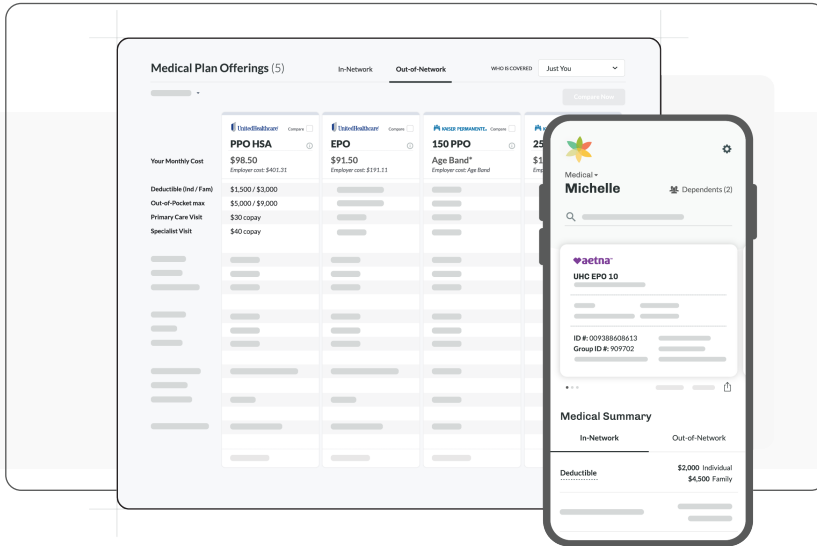 Medical Plan Offerings (5)
In-Network
Out-of-Network
WHO IS COVERED
Just You
Compare Now
UnitedHealthcare Compare
UnitedHealthcare Compare
KAISER PERMANENTE. Compare
PPO HSA
EPO
150 PPO
25
Your Monthly Cost
$98.50
$91.50
Age Band*
$1
Employer cost: $401.31
Employer cost: $191.11
Employer cost: Age Band
Emp
Deductible (Ind / Fam)
$1,500 / $3,000
Out-of-Pocket max
$5,000 / $9,000
Primary Care Visit
$30 copay
Specialist Visit
$40 copay
Medical
Michelle
Dependents (2)
aetna
UHC EPO 10
ID #: 009388608613
Group ID #: 909702
Medical Summary
In-Network
Out-of-Network
Deductible
$2,000 Individual
$4,500 Family